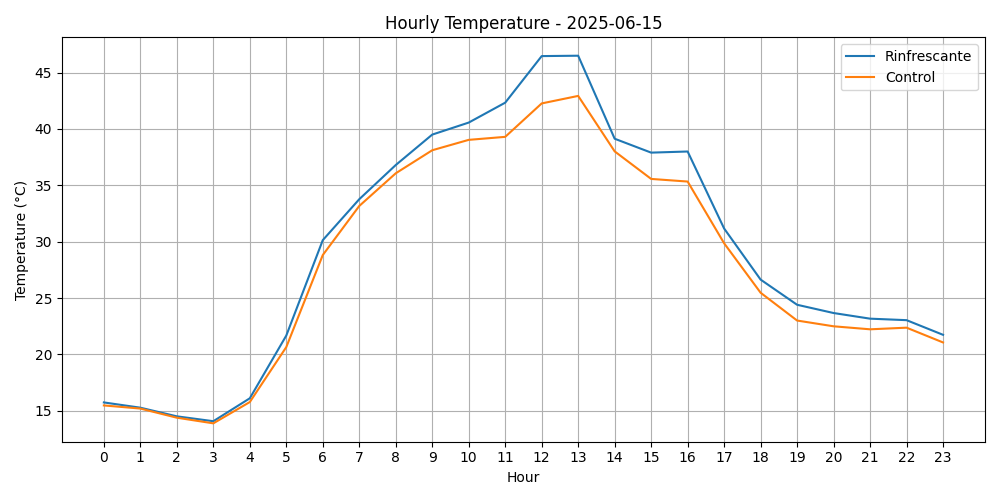 Hourly Temperature - 2025-06-15
Rinfrescante
Control
Temperature (°C)
45
40
35
30
25
20
15
0 1 2 3 4 5 6 7 8 9 10 11 12 13 14 15 16 17 18 19 20 21 22 23
Hour